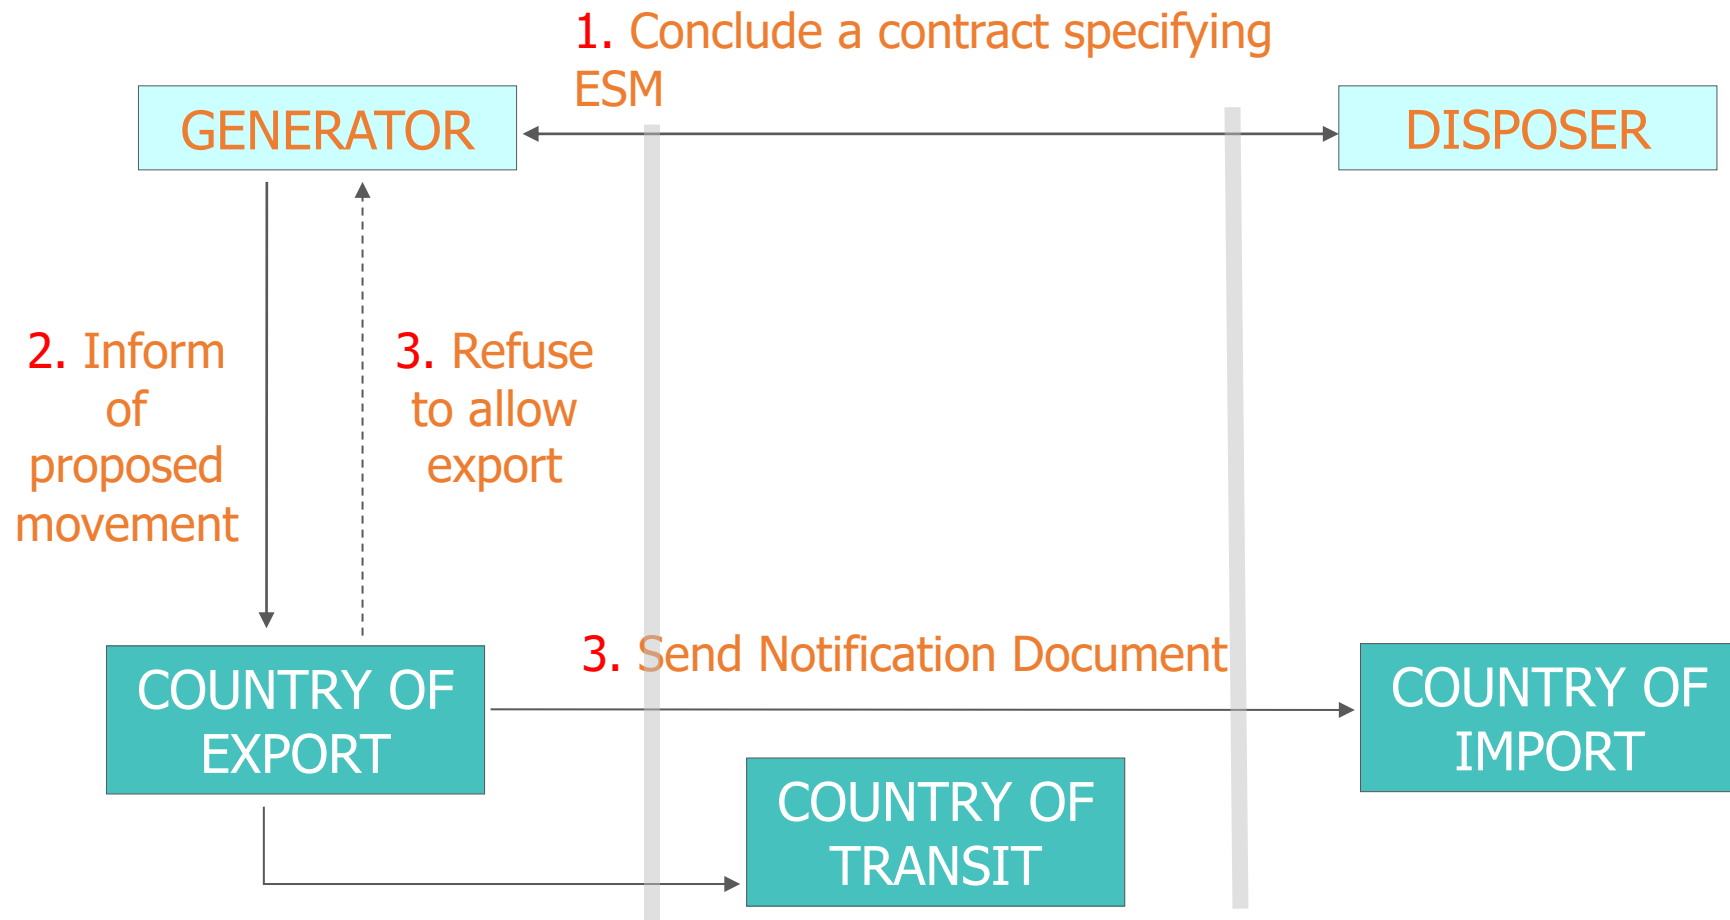 1. Conclude a contract specifying
ESM
GENERATOR
DISPOSER
2. Inform
of
proposed
movement
3. Refuse
to allow
export
3. Send Notification Document
COUNTRY OF
EXPORT
COUNTRY OF
IMPORT
COUNTRY OF
TRANSIT